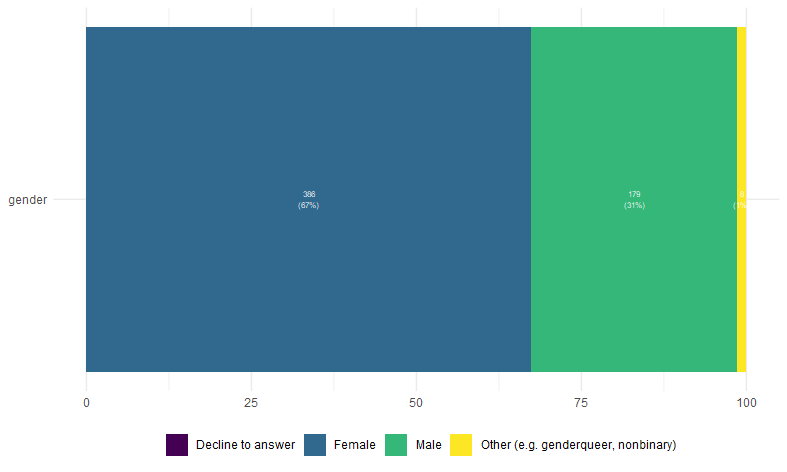 gender
386
(67%)
179
(31%)
0
25
50
75
100
Decline to answer
Female
Male
Other (e.g. genderqueer, nonbinary)